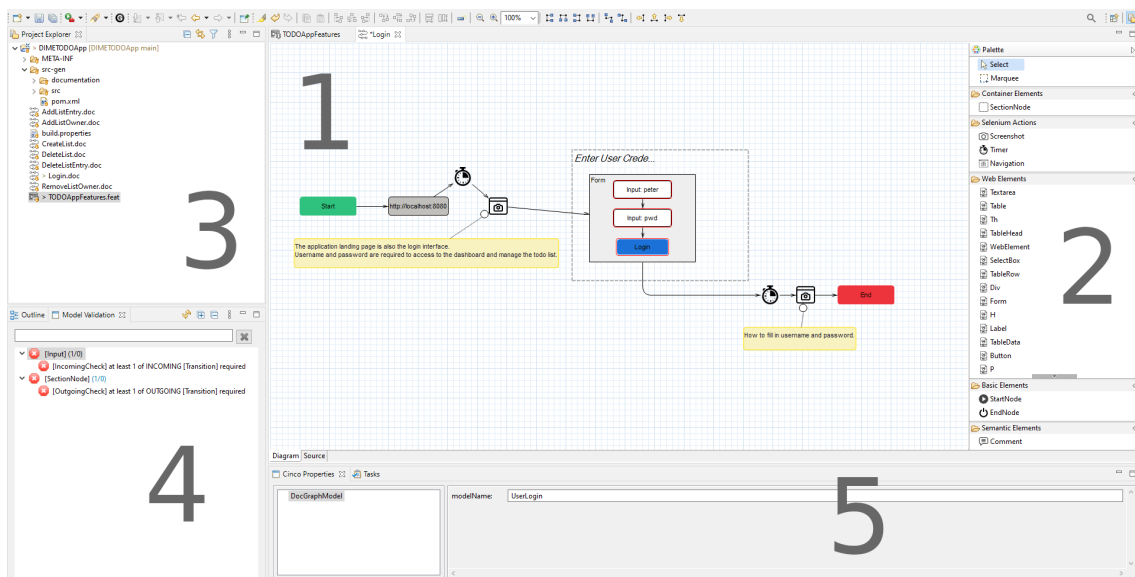 100%
Project Explorer
DIMETODOApp [DIMETODOApp main]
META-INF
src-gen
documentation
src
pom.xml
AddListEntry.doc
AddListOwner.doc
build.properties
CreateList.doc
DeleteList.doc
DeleteListEntry.doc
> Login.doc
RemoveListOwner.doc
> TODOAppFeatures.feat
3
TODOAppFeatures
*Login
1
Start
http://localhost:8080
The application landing page is also the login interface.
Username and password are required to access to the dashboard and manage the todo list.
Enter User Crede...
Form
Input: peter
Input: pwd
Login
End
How to fill in username and password.
Diagram
Source
Palette
Select
Marquee
Container Elements
SectionNode
Selenium Actions
Screenshot
Timer
Navigation
Web Elements
Textarea
Table
Th
TableHead
WebElement
SelectBox
TableRow
Div
Form
H
Label
TableData
Button
P
Basic Elements
StartNode
EndNode
Semantic Elements
Comment
2
Outline
Model Validation
[Input] (1/0)
[IncomingCheck] at least 1 of INCOMING [Transition] required
[SectionNode] (1/0)
[OutgoingCheck] at least 1 of OUTGOING [Transition] required
4
Cinco Properties
Tasks
DocGraphModel
modelName:
UserLogin
5